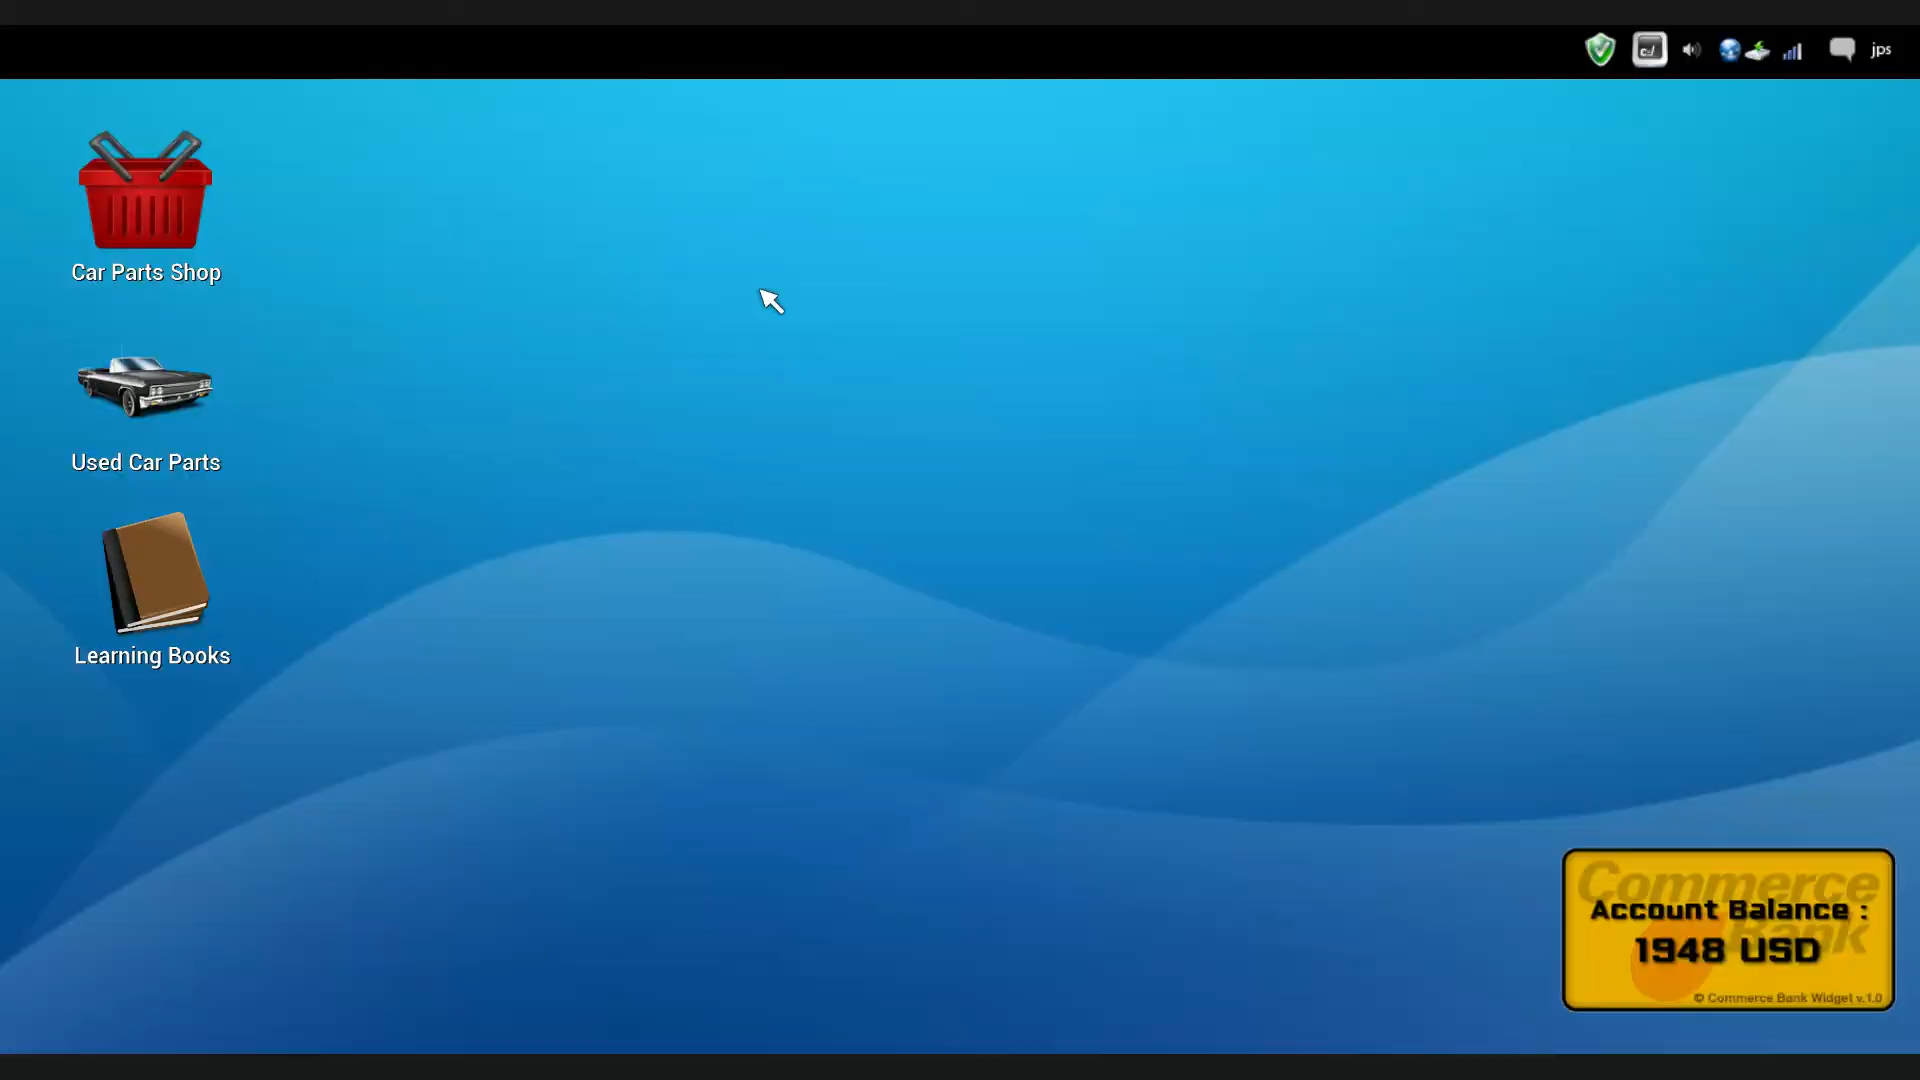 c:/
jps
Car Parts Shop
Used Car Parts
Learning Books
Commerce
Bank
Account Balance :
1948 USD
© Commerce Bank Widget v.1.0